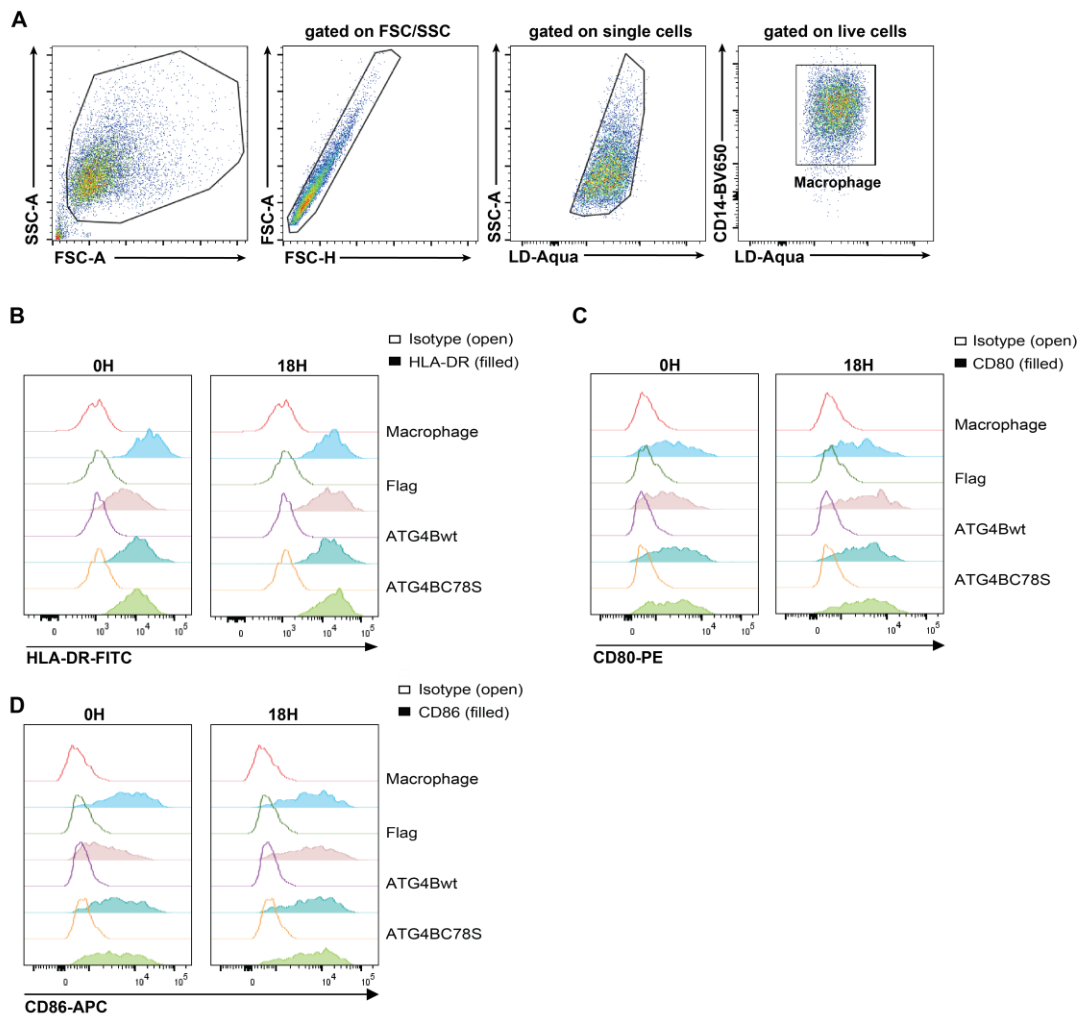 A
gated on FSC/SSC
gated on single cells
gated on live cells
SSC-A
FSC-A
FSC-A
FSC-H
SSC-A
LD-Aqua
CD14-BV650
Macrophage
LD-Aqua
B
Isotype (open)
HLA-DR (filled)
0H
18H
Macrophage
Flag
ATG4Bwt
ATG4BC78S
0 10³ 10⁴ 10⁵
0 10³ 10⁴ 10⁵
HLA-DR-FITC
C
Isotype (open)
CD80 (filled)
0H
18H
Macrophage
Flag
ATG4Bwt
ATG4BC78S
0 10⁴ 10⁵
0 10⁴ 10⁵
CD80-PE
D
Isotype (open)
CD86 (filled)
0H
18H
Macrophage
Flag
ATG4Bwt
ATG4BC78S
0 10⁴ 10⁵
0 10⁴ 10⁵
CD86-APC